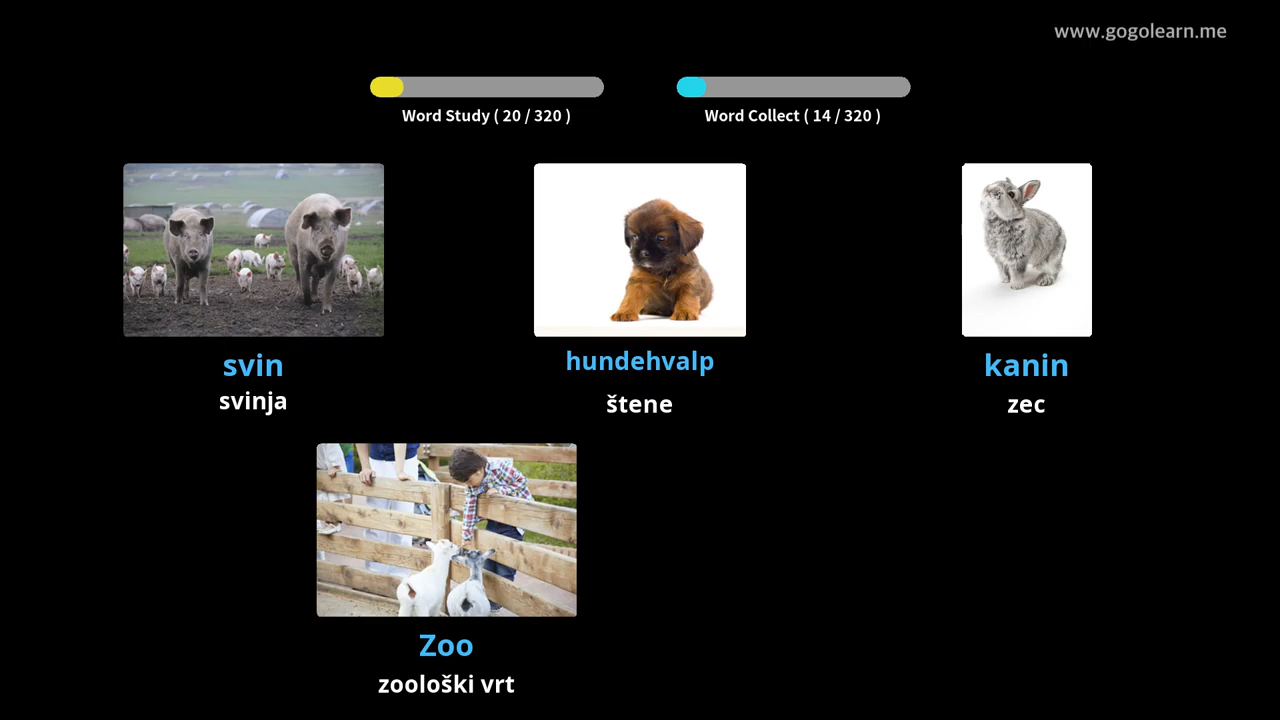 www.gogolearn.me
Word Study ( 20 / 320 )
Word Collect ( 14 / 320 )
svin
svinja
hundehvalp
štene
kanin
zec
Zoo
zoološki vrt